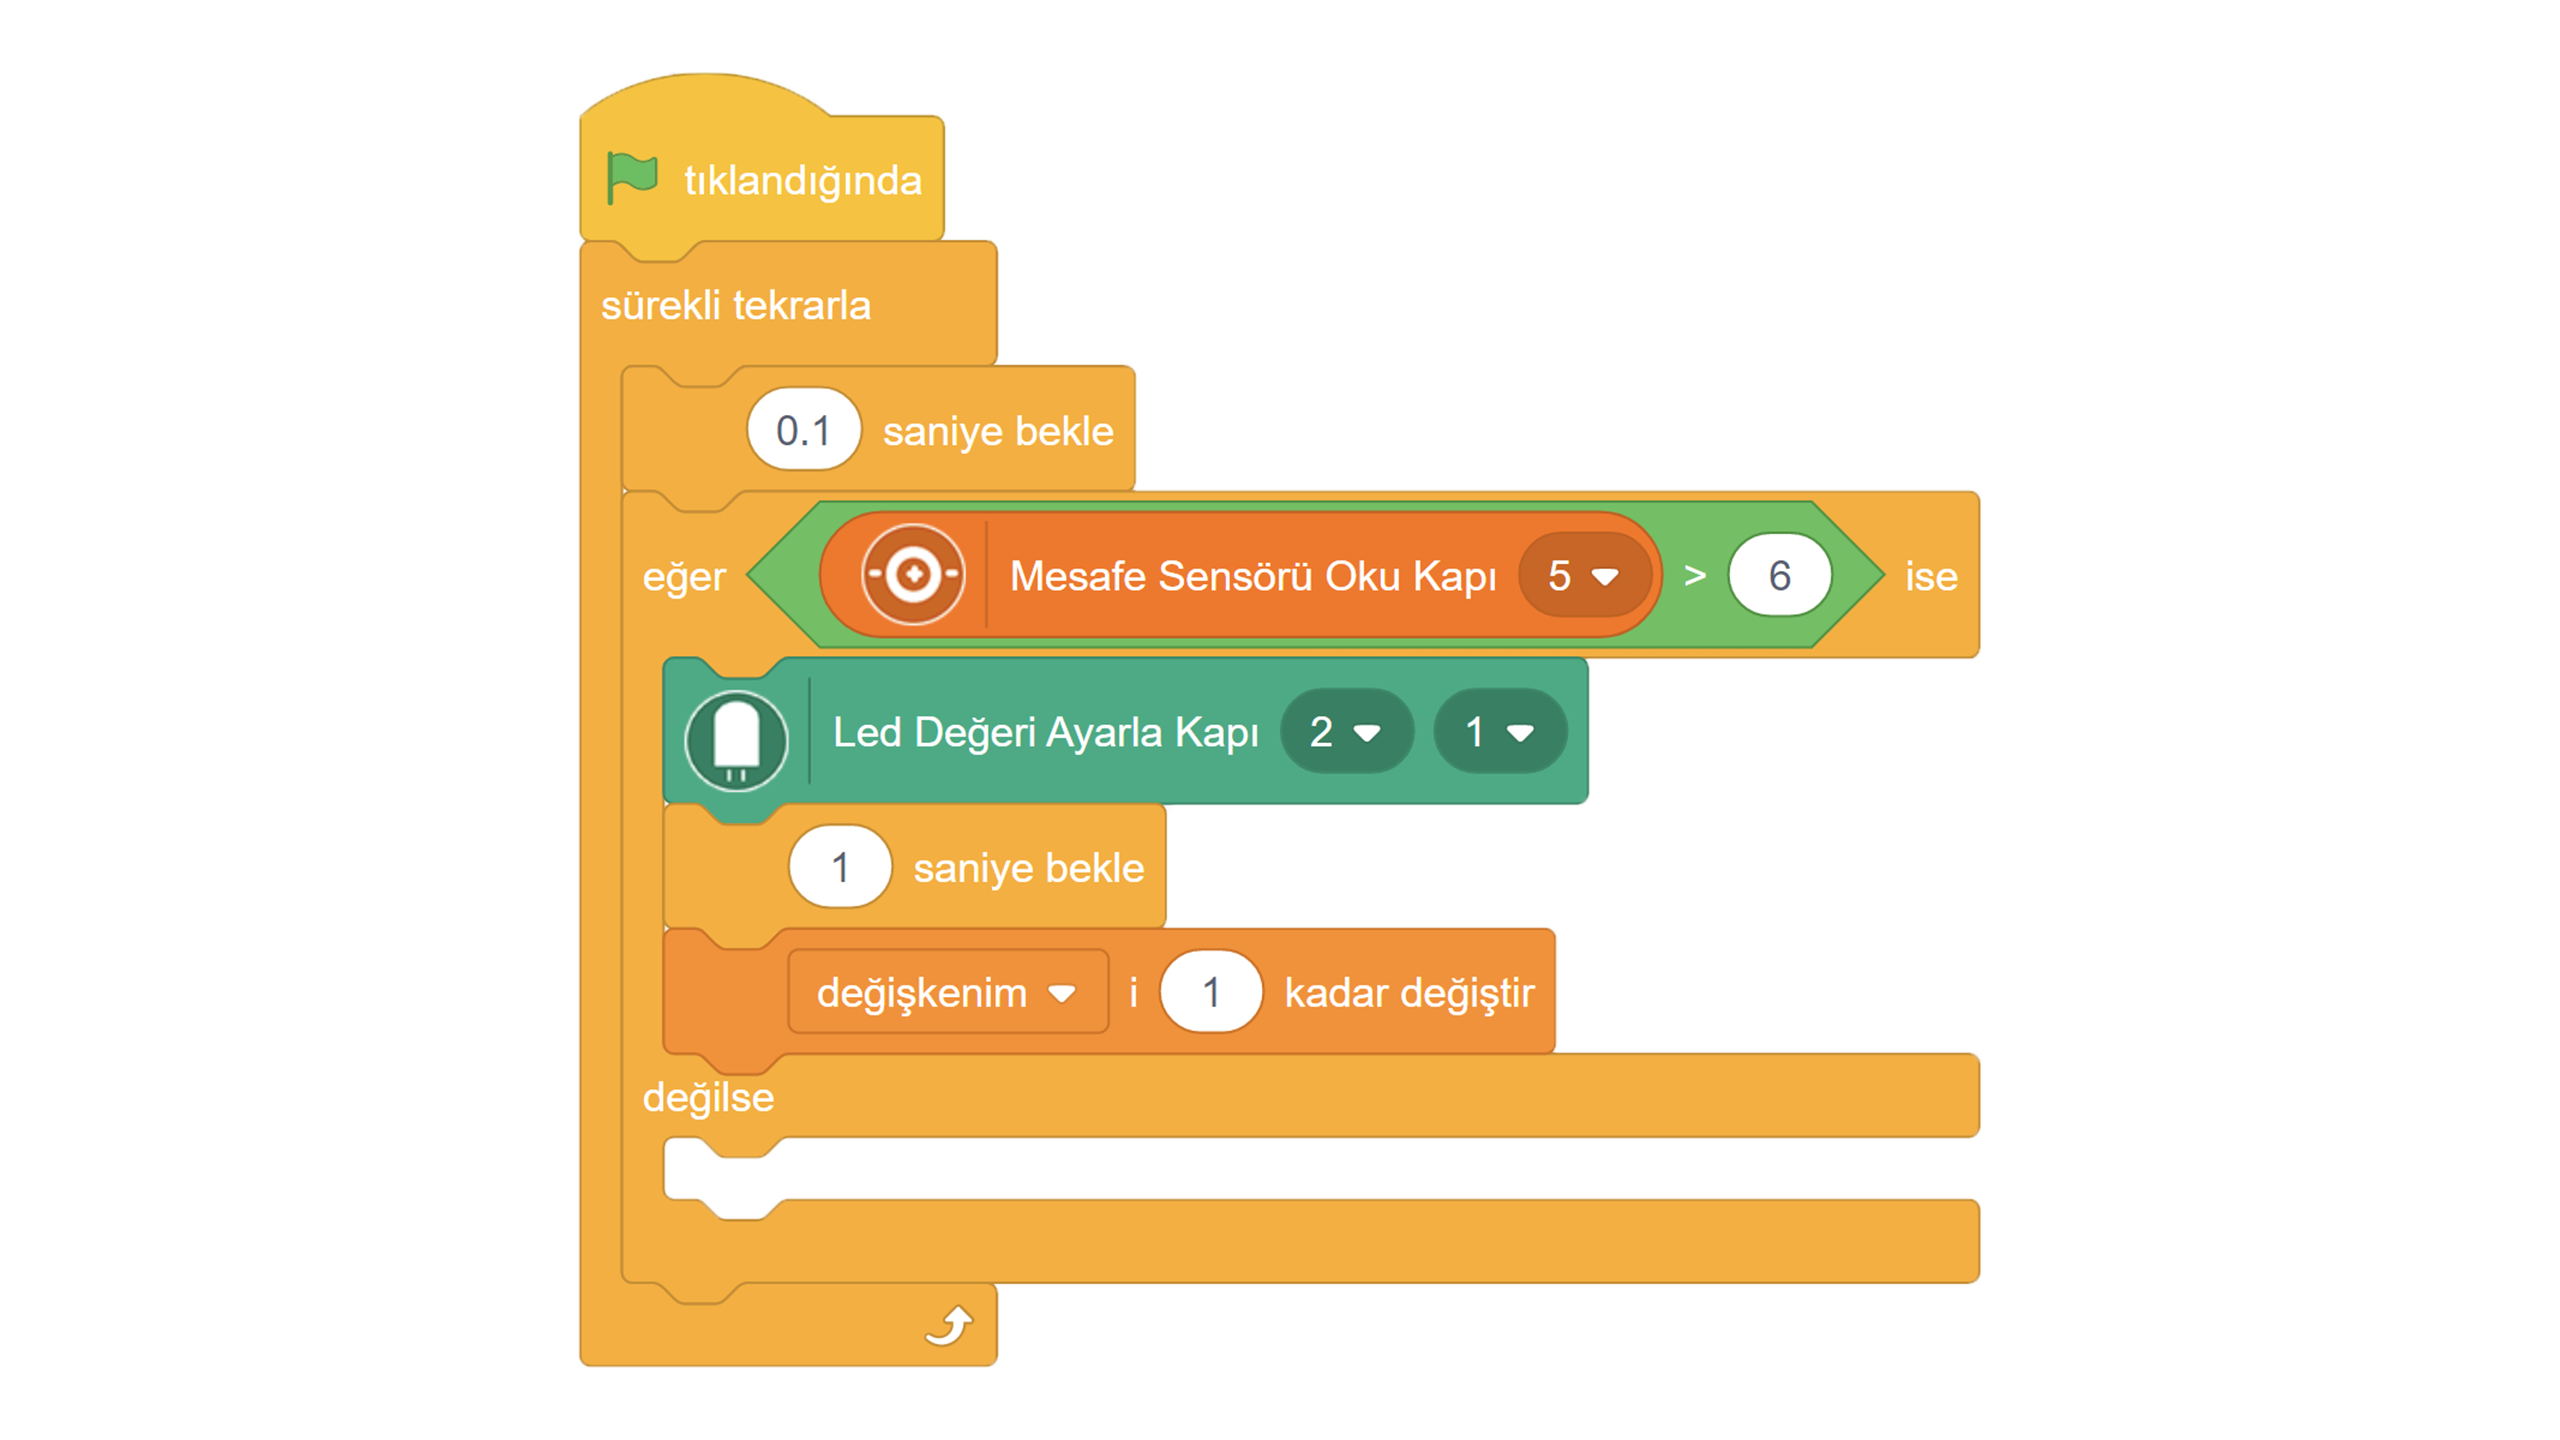 tıklandığında
sürekli tekrarla
0.1 saniye bekle
eğer Mesafe Sensörü Oku Kapı 5 > 6 ise
Led Değeri Ayarla Kapı 2 1
1 saniye bekle
değişkenim i 1 kadar değiştir
değilse